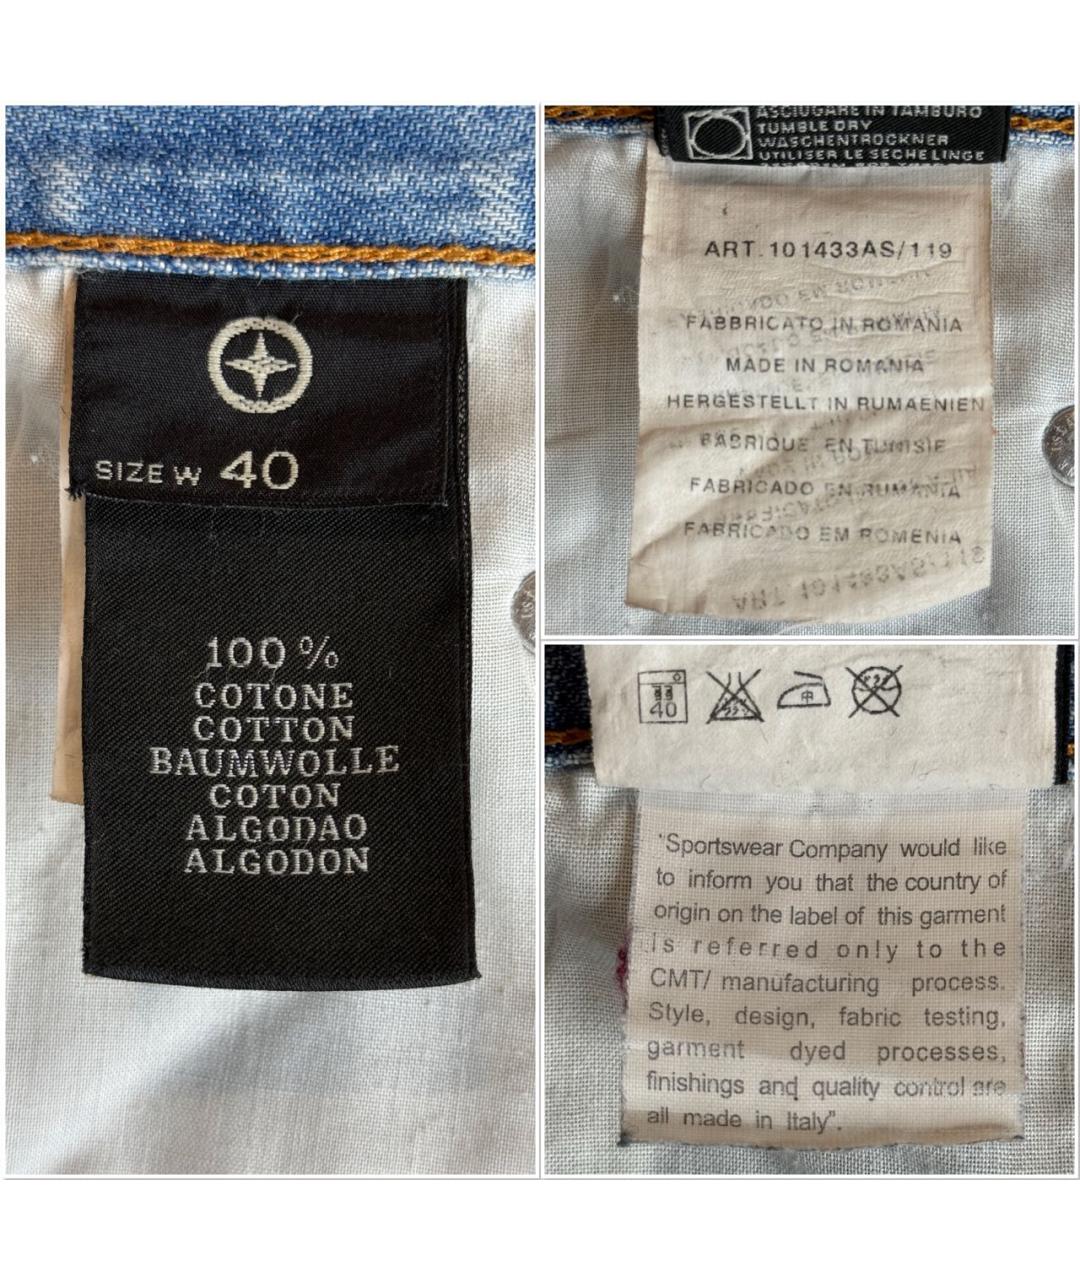 SIZE W 40
100 %
COTONE
COTTON
BAUMWOLLE
COTON
ALGODAO
ALGODON
ASCIUGARE IN TAMBURO
TUMBLE DRY
WASCHENTROCKNER
UTILISER LE SECHE LINGE
ART. 101433AS/119
FABBRICATO IN ROMANIA
MADE IN ROMANIA
HERGESTELLT IN RUMAENIEN
FABRIQUE EN TUNISIE
FABRICADO EN RUMANIA
FABRICADO EM ROMENIA
40
"Sportswear Company would like
to inform you that the country of
origin on the label of this garment
is referred only to the
CMT/ manufacturing process.
Style, design, fabric testing,
garment dyed processes,
finishings and quality control are
all made in Italy".